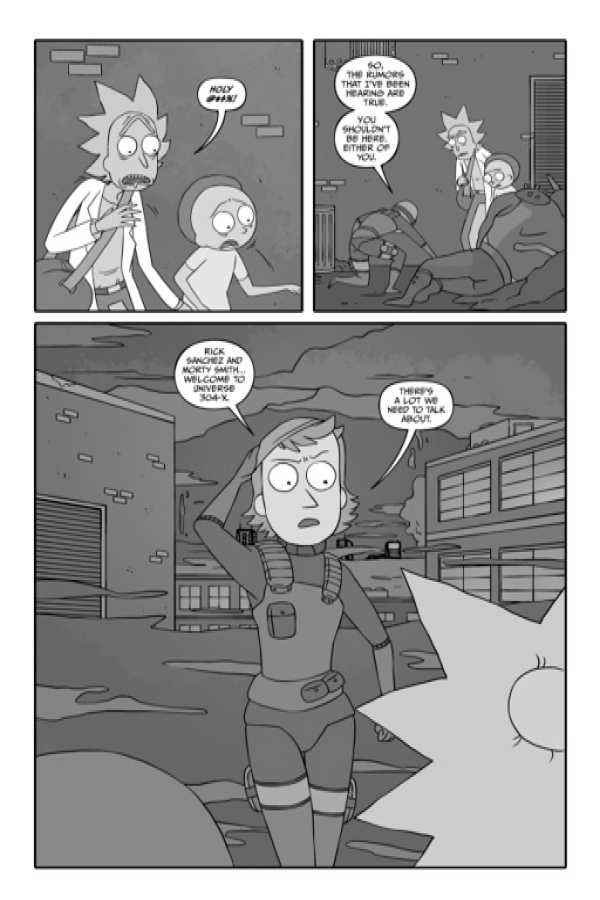 HOLY
@**%!
SO,
THE RUMORS
THAT I'VE BEEN
HEARING ARE
TRUE.
YOU
SHOULDN'T
BE HERE.
EITHER OF
YOU.
RICK
SANCHEZ AND
MORTY SMITH...
WELCOME TO
UNIVERSE
304-X.
THERE'S
A LOT WE
NEED TO TALK
ABOUT.